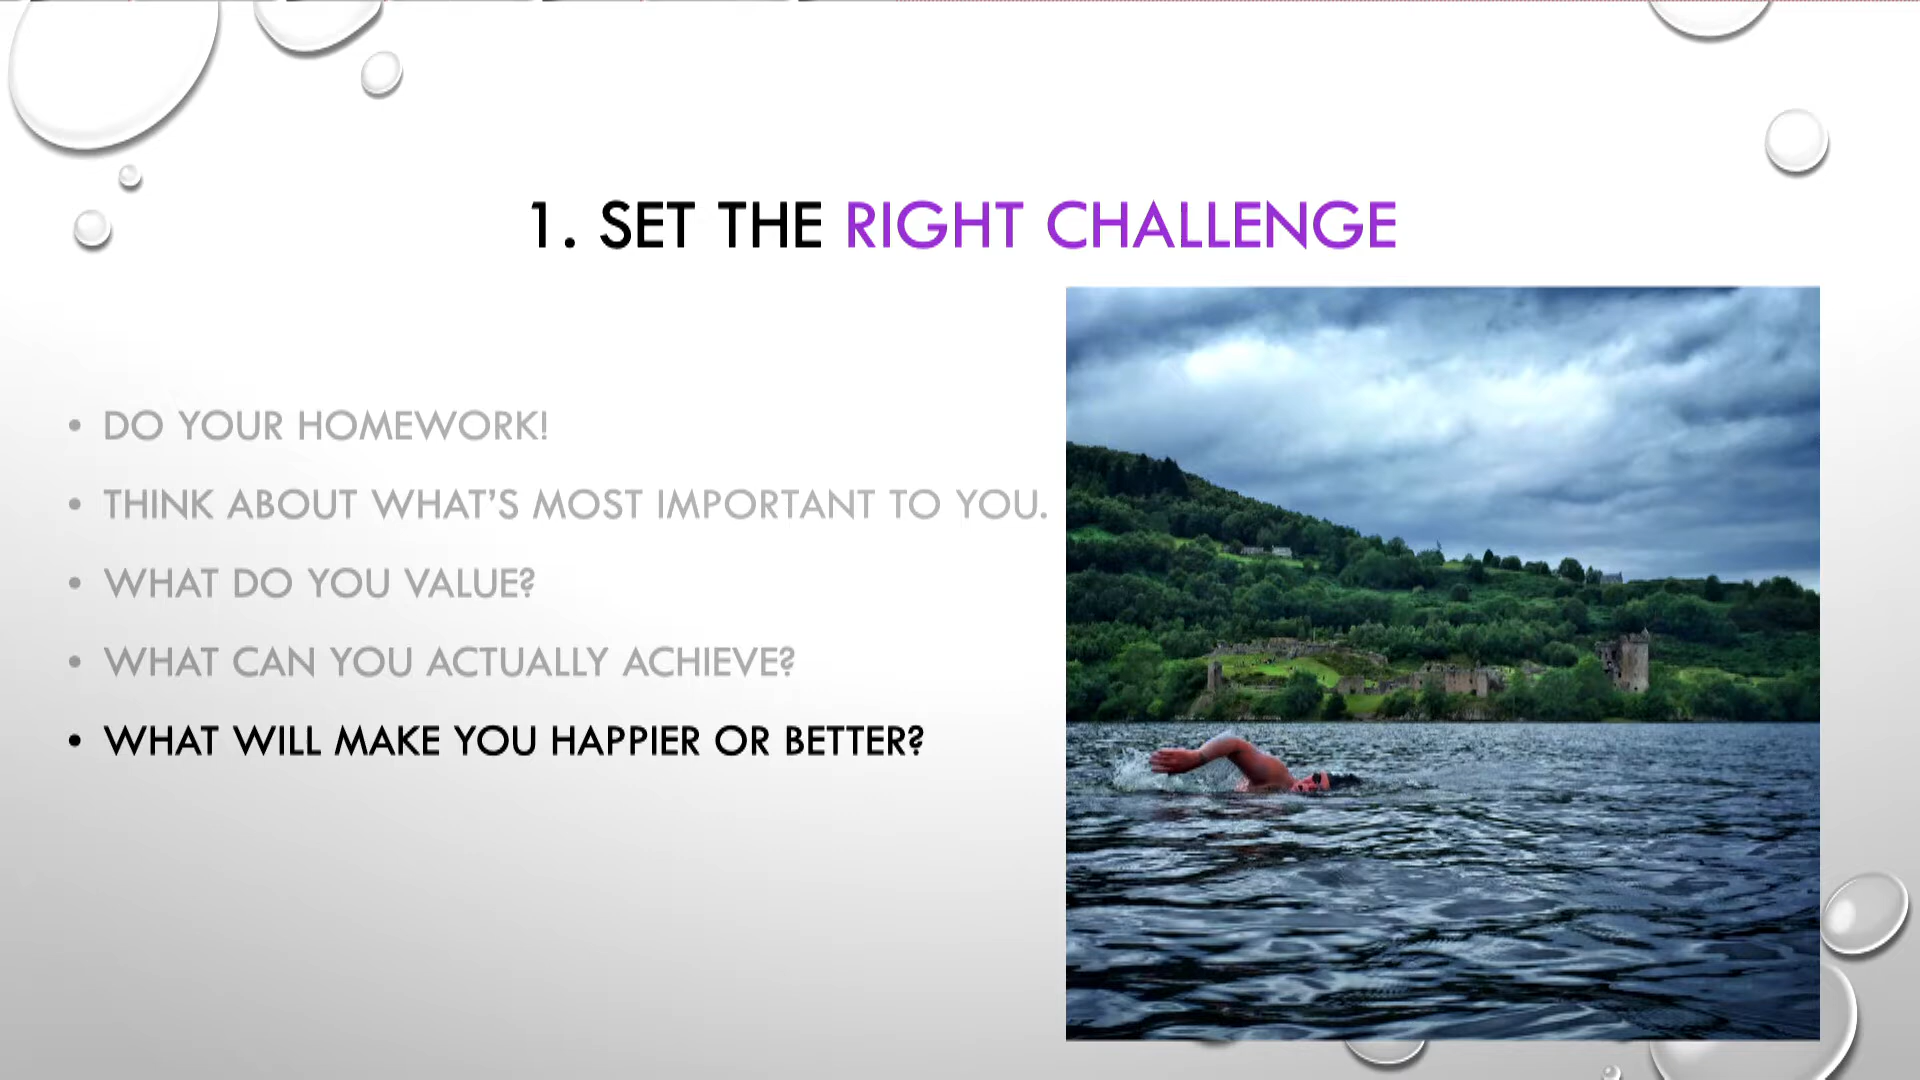 1. SET THE RIGHT CHALLENGE
• DO YOUR HOMEWORK!
• THINK ABOUT WHAT’S MOST IMPORTANT TO YOU.
• WHAT DO YOU VALUE?
• WHAT CAN YOU ACTUALLY ACHIEVE?
• WHAT WILL MAKE YOU HAPPIER OR BETTER?